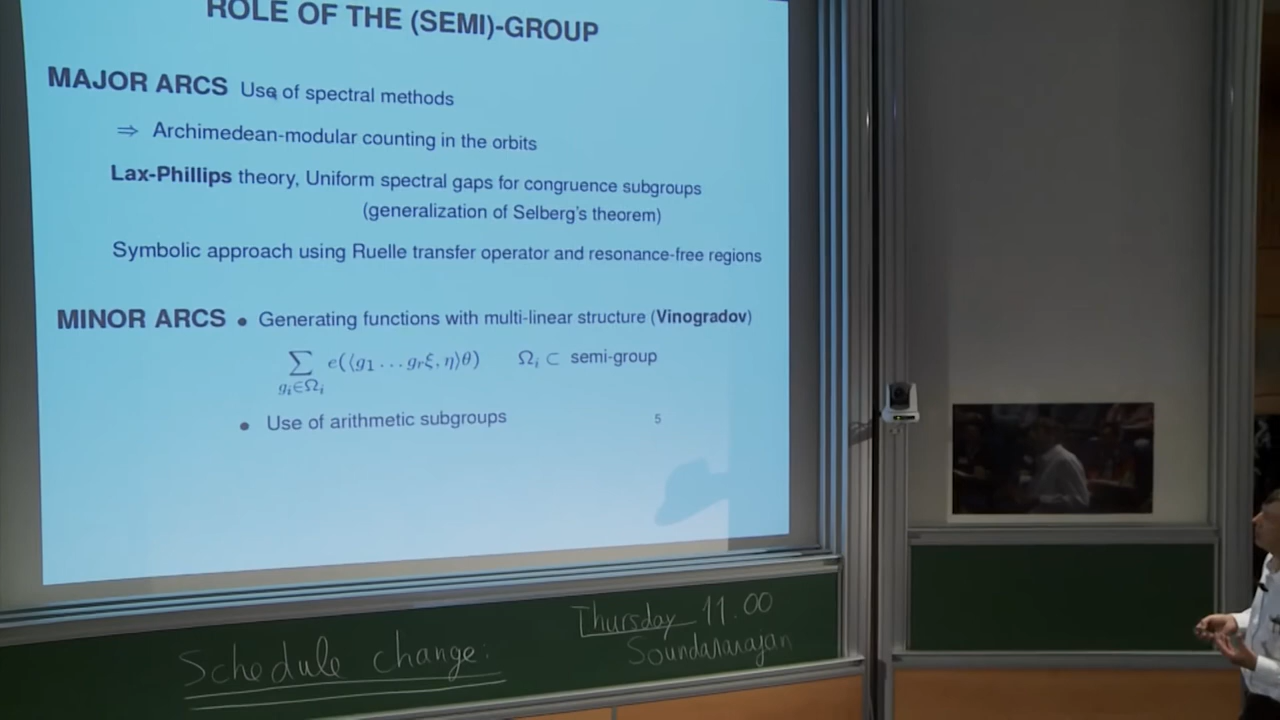 ROLE OF THE (SEMI)-GROUP
MAJOR ARCS Use of spectral methods
⇒ Archimedean-modular counting in the orbits
Lax-Phillips theory, Uniform spectral gaps for congruence subgroups
(generalization of Selberg's theorem)
Symbolic approach using Ruelle transfer operator and resonance-free regions
MINOR ARCS • Generating functions with multi-linear structure (Vinogradov)
∑ e(⟨g₁ . . . gᵣξ, η⟩θ) Ωᵢ ⊂ semi-group
gᵢ∈Ωᵢ
• Use of arithmetic subgroups
5
Schedule change:
Thursday 11.00
Soundararajan